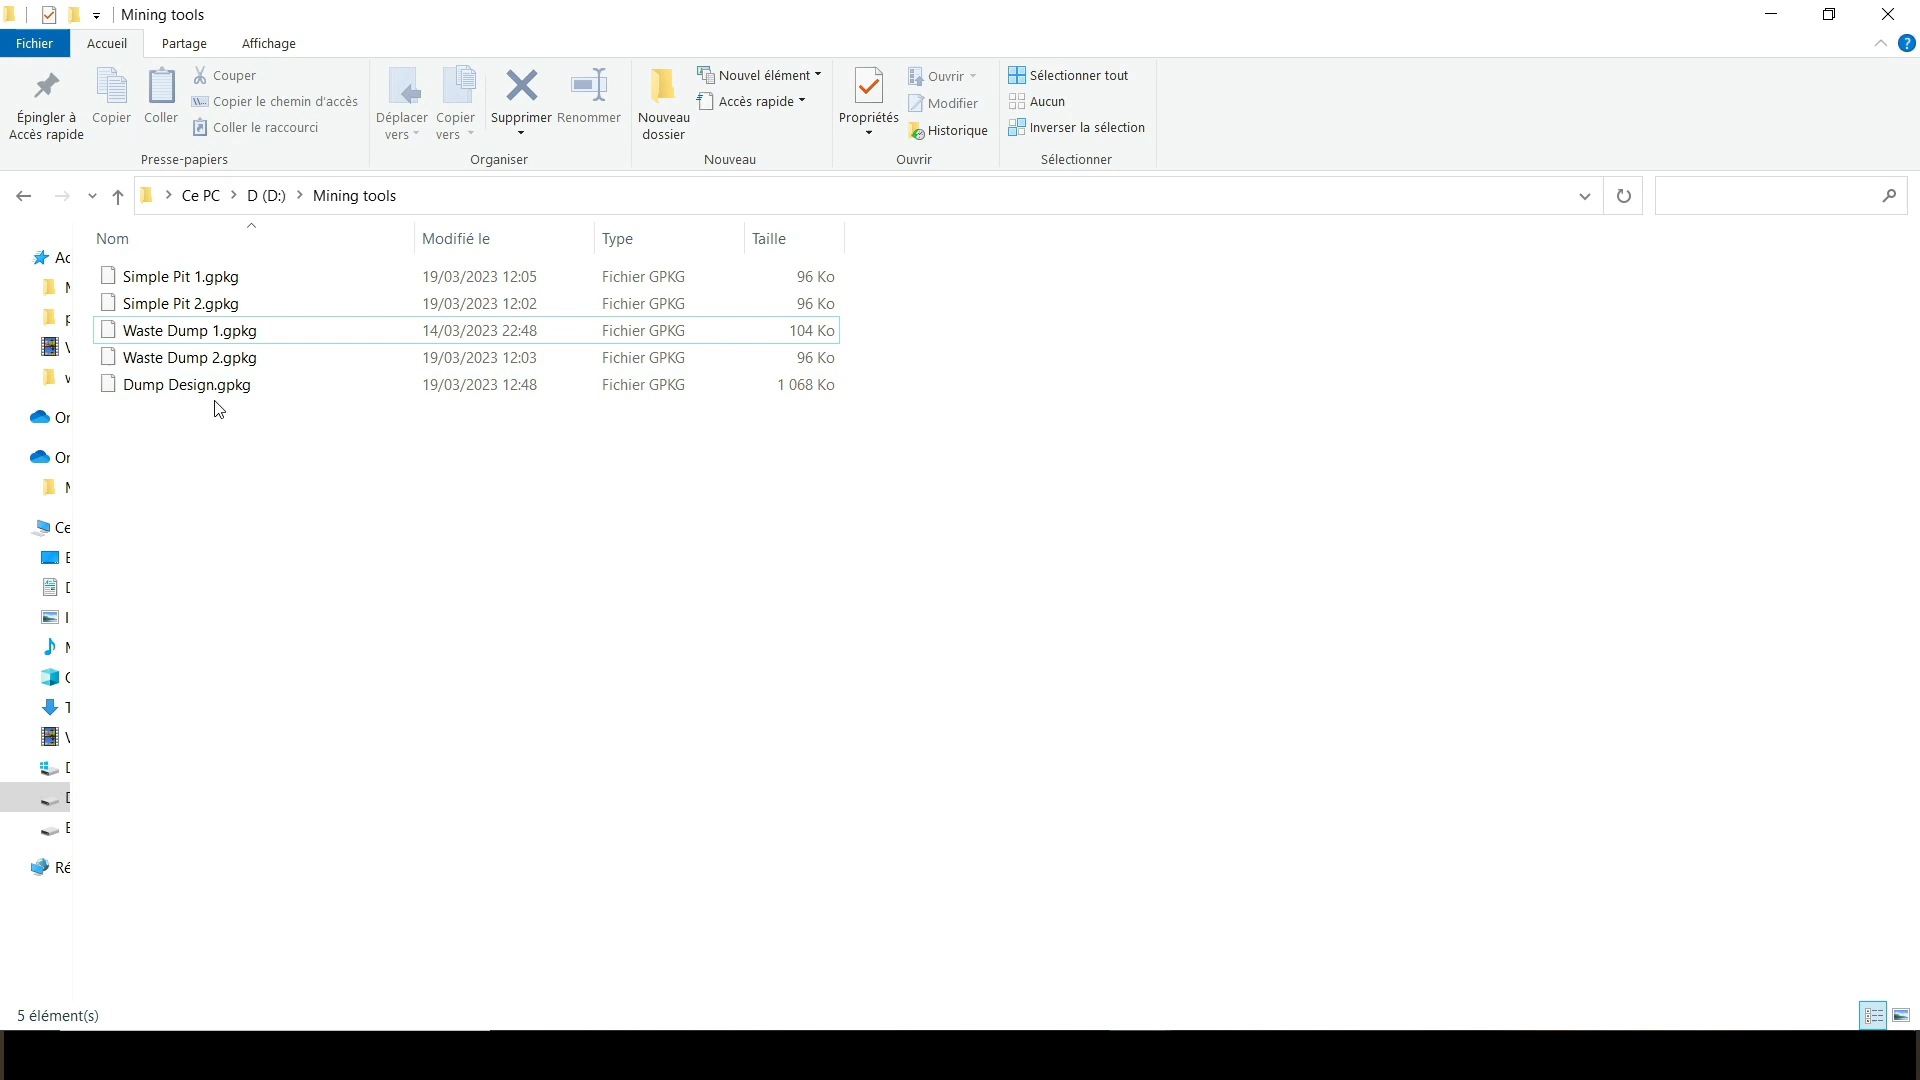 Mining tools
Fichier Accueil Partage Affichage
Épingler à Accès rapide
Copier
Coller
Couper
Copier le chemin d'accès
Coller le raccourci
Presse-papiers
Déplacer vers
Copier vers
Supprimer
Renommer
Organiser
Nouveau dossier
Nouvel élément
Accès rapide
Nouveau
Propriétés
Ouvrir
Modifier
Historique
Ouvrir
Sélectionner tout
Aucun
Inverser la sélection
Sélectionner
Ce PC > D (D:) > Mining tools
Nom Modifié le Type Taille
Simple Pit 1.gpkg 19/03/2023 12:05 Fichier GPKG 96 Ko
Simple Pit 2.gpkg 19/03/2023 12:02 Fichier GPKG 96 Ko
Waste Dump 1.gpkg 14/03/2023 22:48 Fichier GPKG 104 Ko
Waste Dump 2.gpkg 19/03/2023 12:03 Fichier GPKG 96 Ko
Dump Design.gpkg 19/03/2023 12:48 Fichier GPKG 1 068 Ko
5 élément(s)